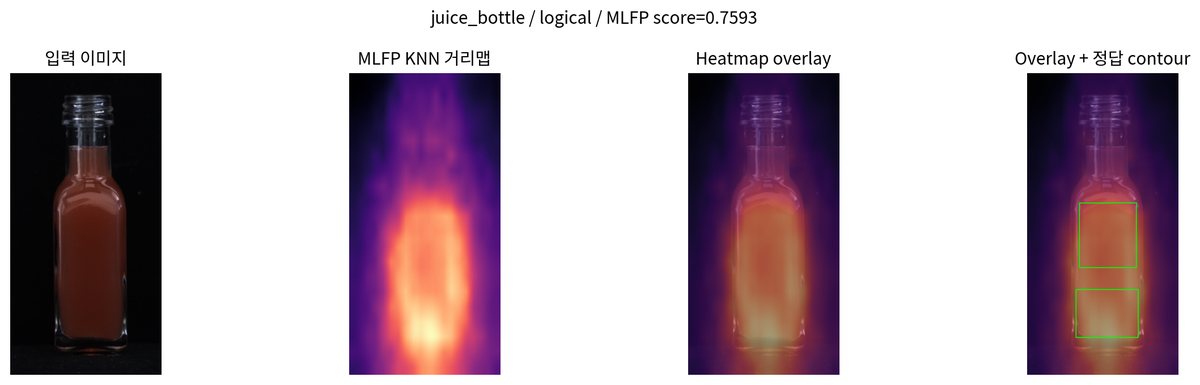 juice_bottle / logical / MLFP score=0.7593
입력 이미지
MLFP KNN 거리맵
Heatmap overlay
Overlay + 정답 contour